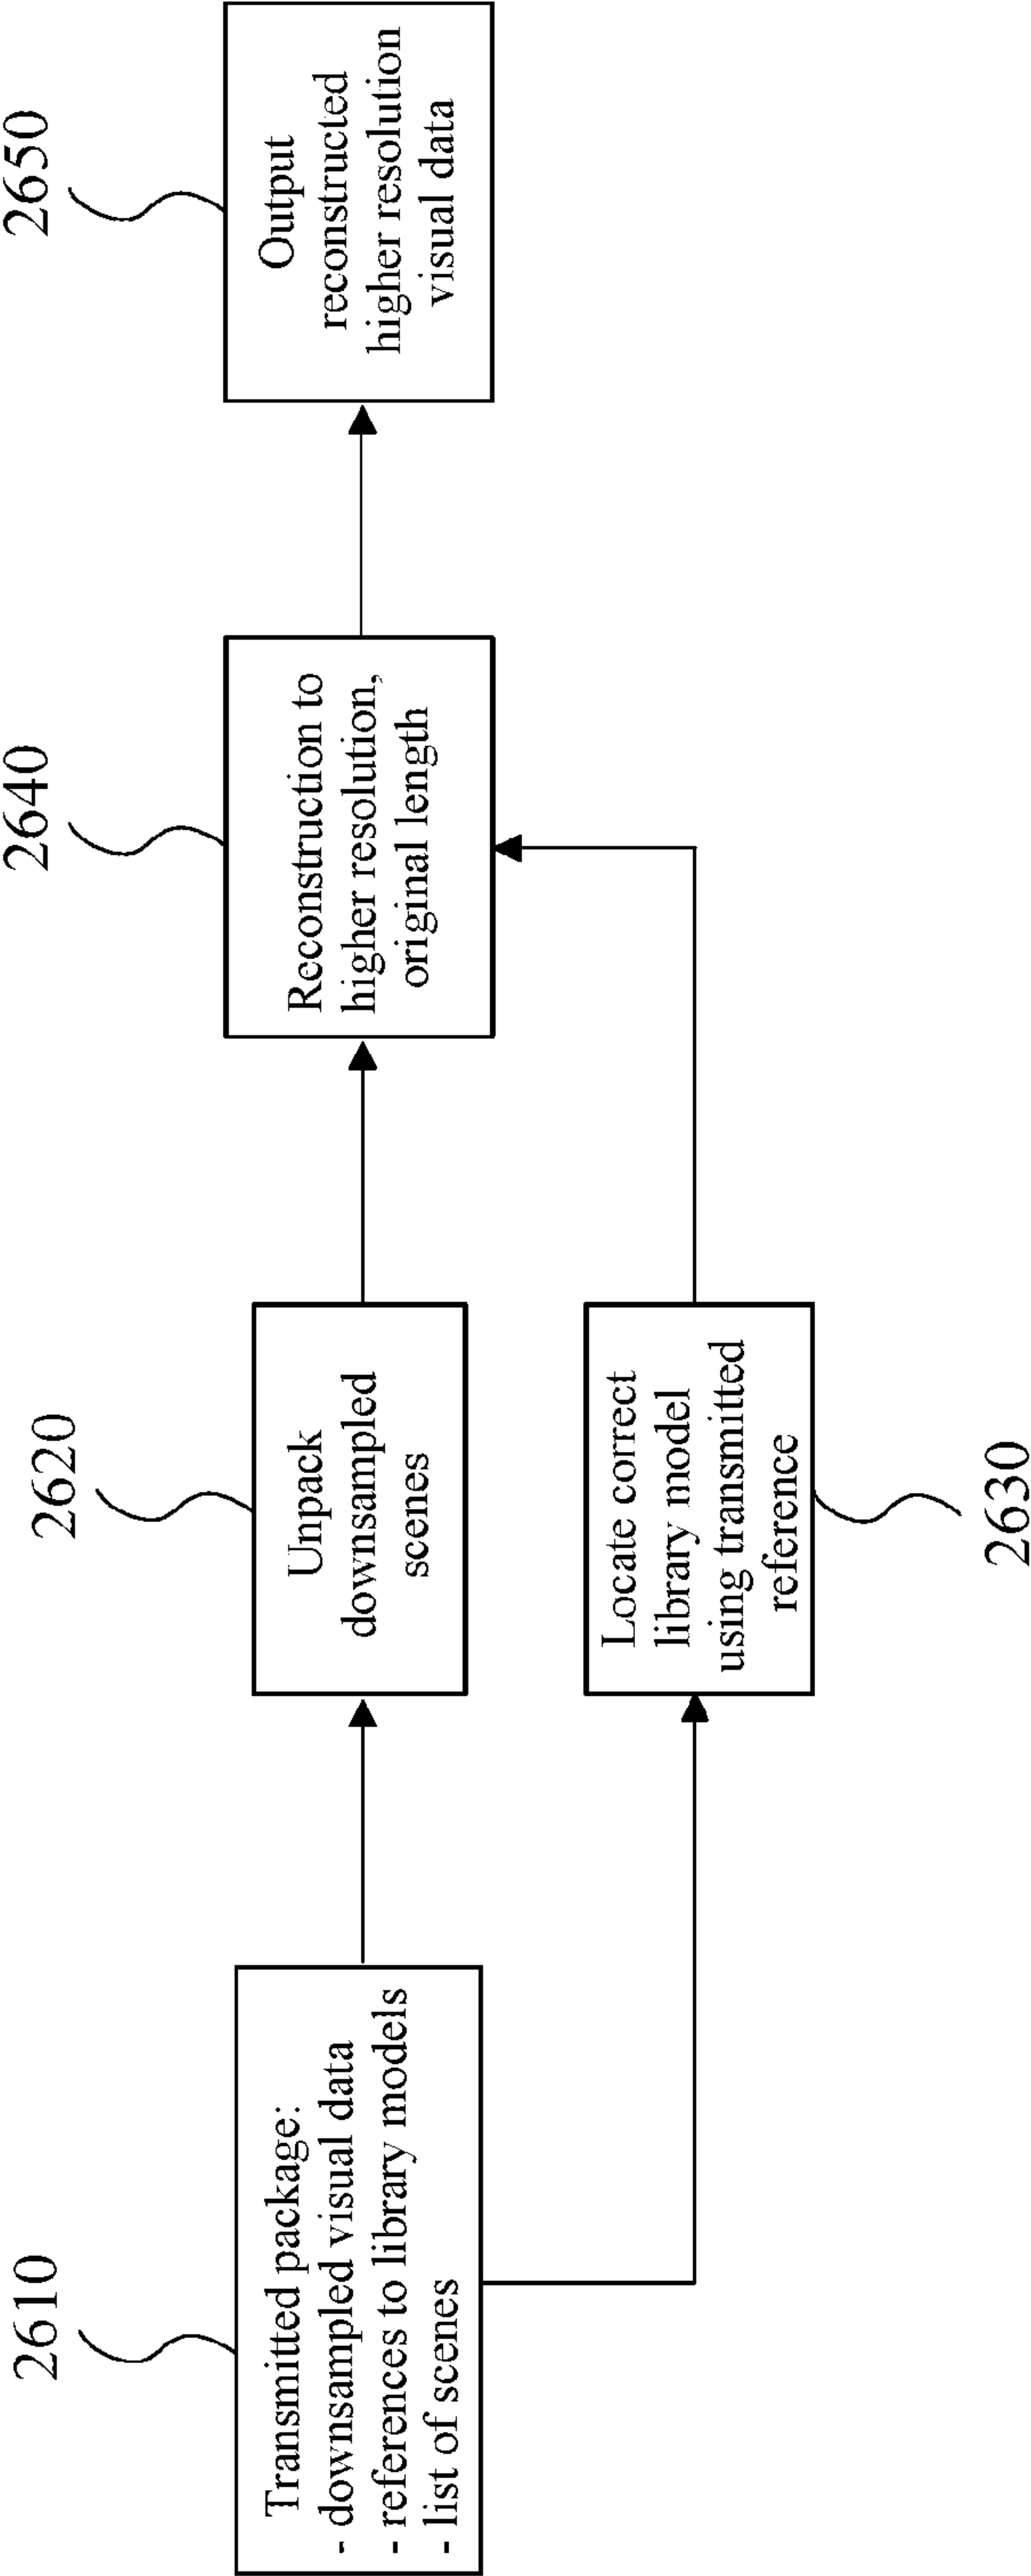 2610
Transmitted package:
- downsampled visual data
- references to library models
- list of scenes
2620
Unpack
downsampled
scenes
Locate correct
library model
using transmitted
reference
2630
2640
Reconstruction to
higher resolution,
original length
2650
Output
reconstructed
higher resolution
visual data